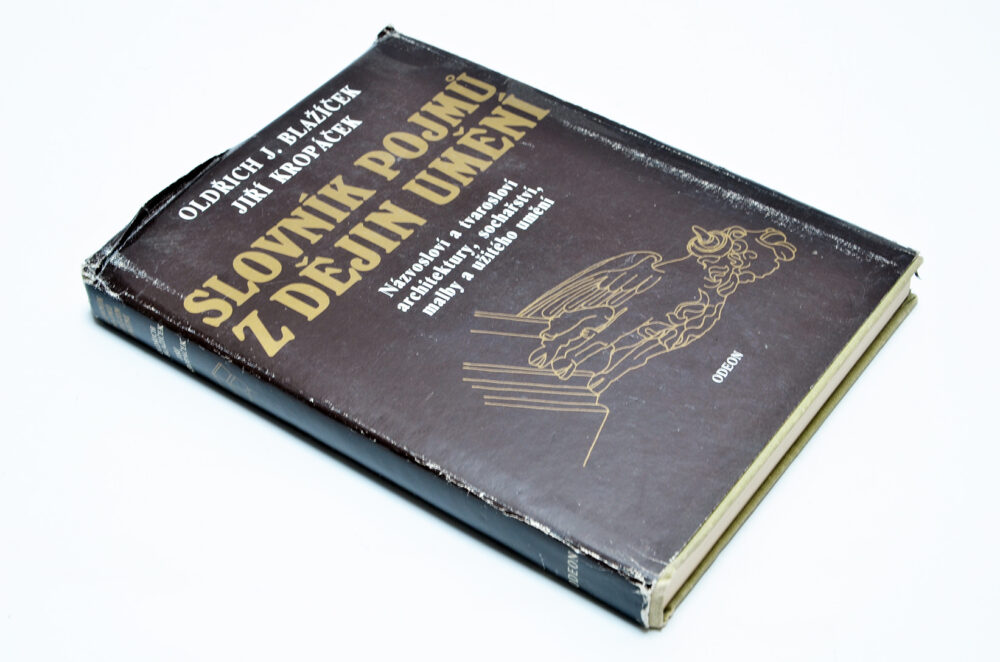 OLDŘICH J. BLAŽÍČEK
JIŘÍ KROPÁČEK
SLOVNÍK POJMŮ
Z DĚJIN UMĚNÍ
Názvosloví a tvarosloví
architektury, sochařství,
malby a užitého umění
ODEON
ODEON